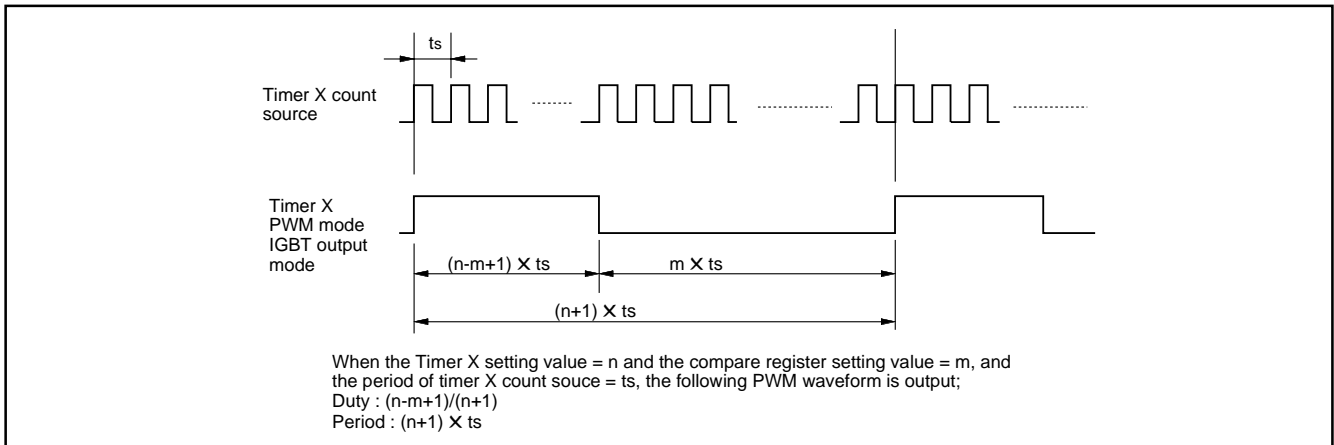 ts
Timer X count
source
Timer X
PWM mode
IGBT output
mode
(n-m+1) × ts
m × ts
(n+1) × ts
When the Timer X setting value = n and the compare register setting value = m, and
the period of timer X count souce = ts, the following PWM waveform is output;
Duty : (n-m+1)/(n+1)
Period : (n+1) × ts